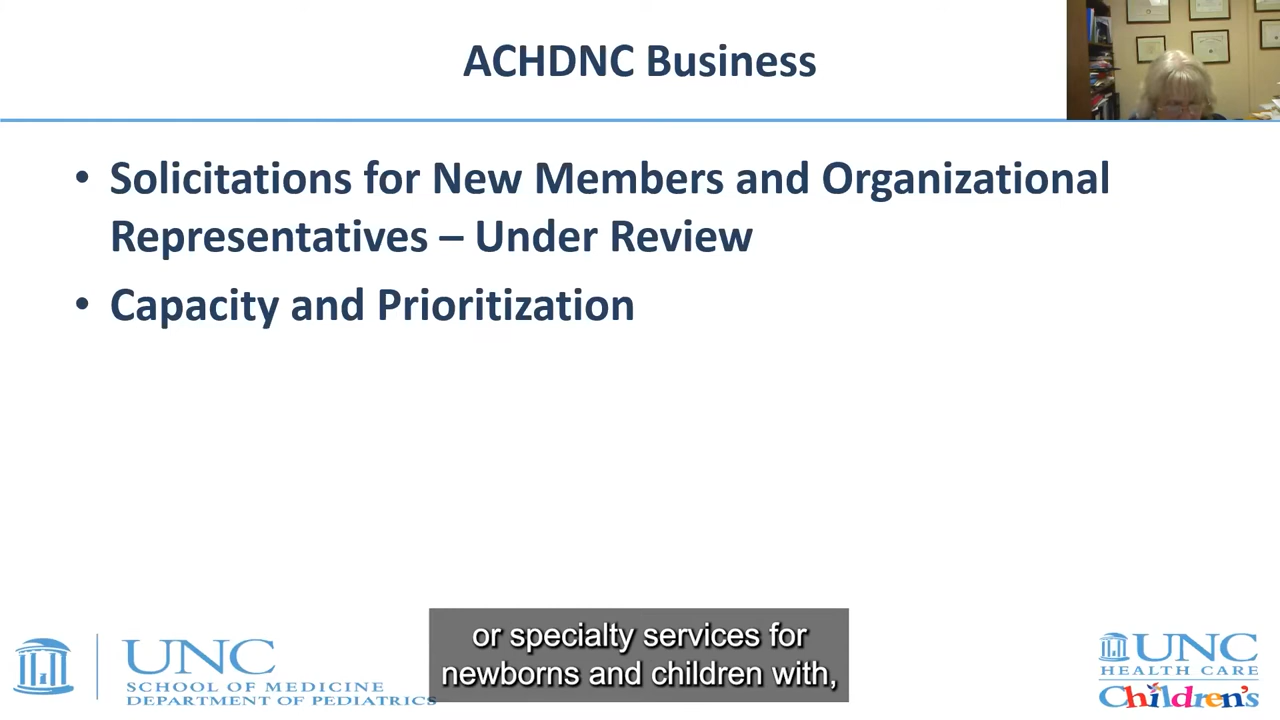 ACHDNC Business
• Solicitations for New Members and Organizational
Representatives – Under Review
• Capacity and Prioritization
or specialty services for
newborns and children with,
UNC
SCHOOL OF MEDICINE
DEPARTMENT OF PEDIATRICS
UNC
HEALTH CARE
Children's